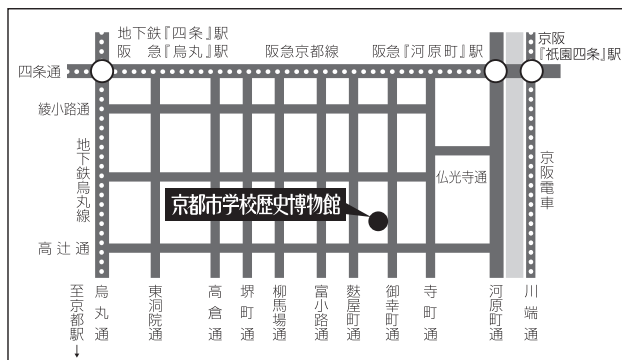 地下鉄『四条』駅
阪　急『烏丸』駅
阪急京都線
阪急『河原町』駅
京阪
『祇園四条』駅
四条通
綾小路通
地下鉄烏丸線
仏光寺通
京阪電車
京都市学校歴史博物館
高辻通
至京都駅↓
烏丸通
東洞院通
高倉通
堺町通
柳馬場通
富小路通
麩屋町通
御幸町通
寺町通
河原町通
川端通